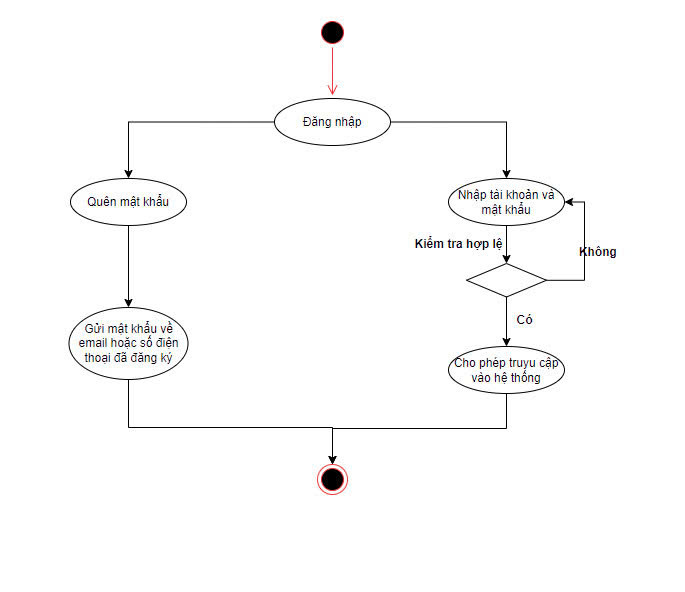 Đăng nhập
Quên mật khẩu
Nhập tài khoản và
mật khẩu
Kiểm tra hợp lệ
Không
Có
Gửi mật khẩu về
email hoặc số điện
thoại đã đăng ký
Cho phép truyu cập
vào hệ thống